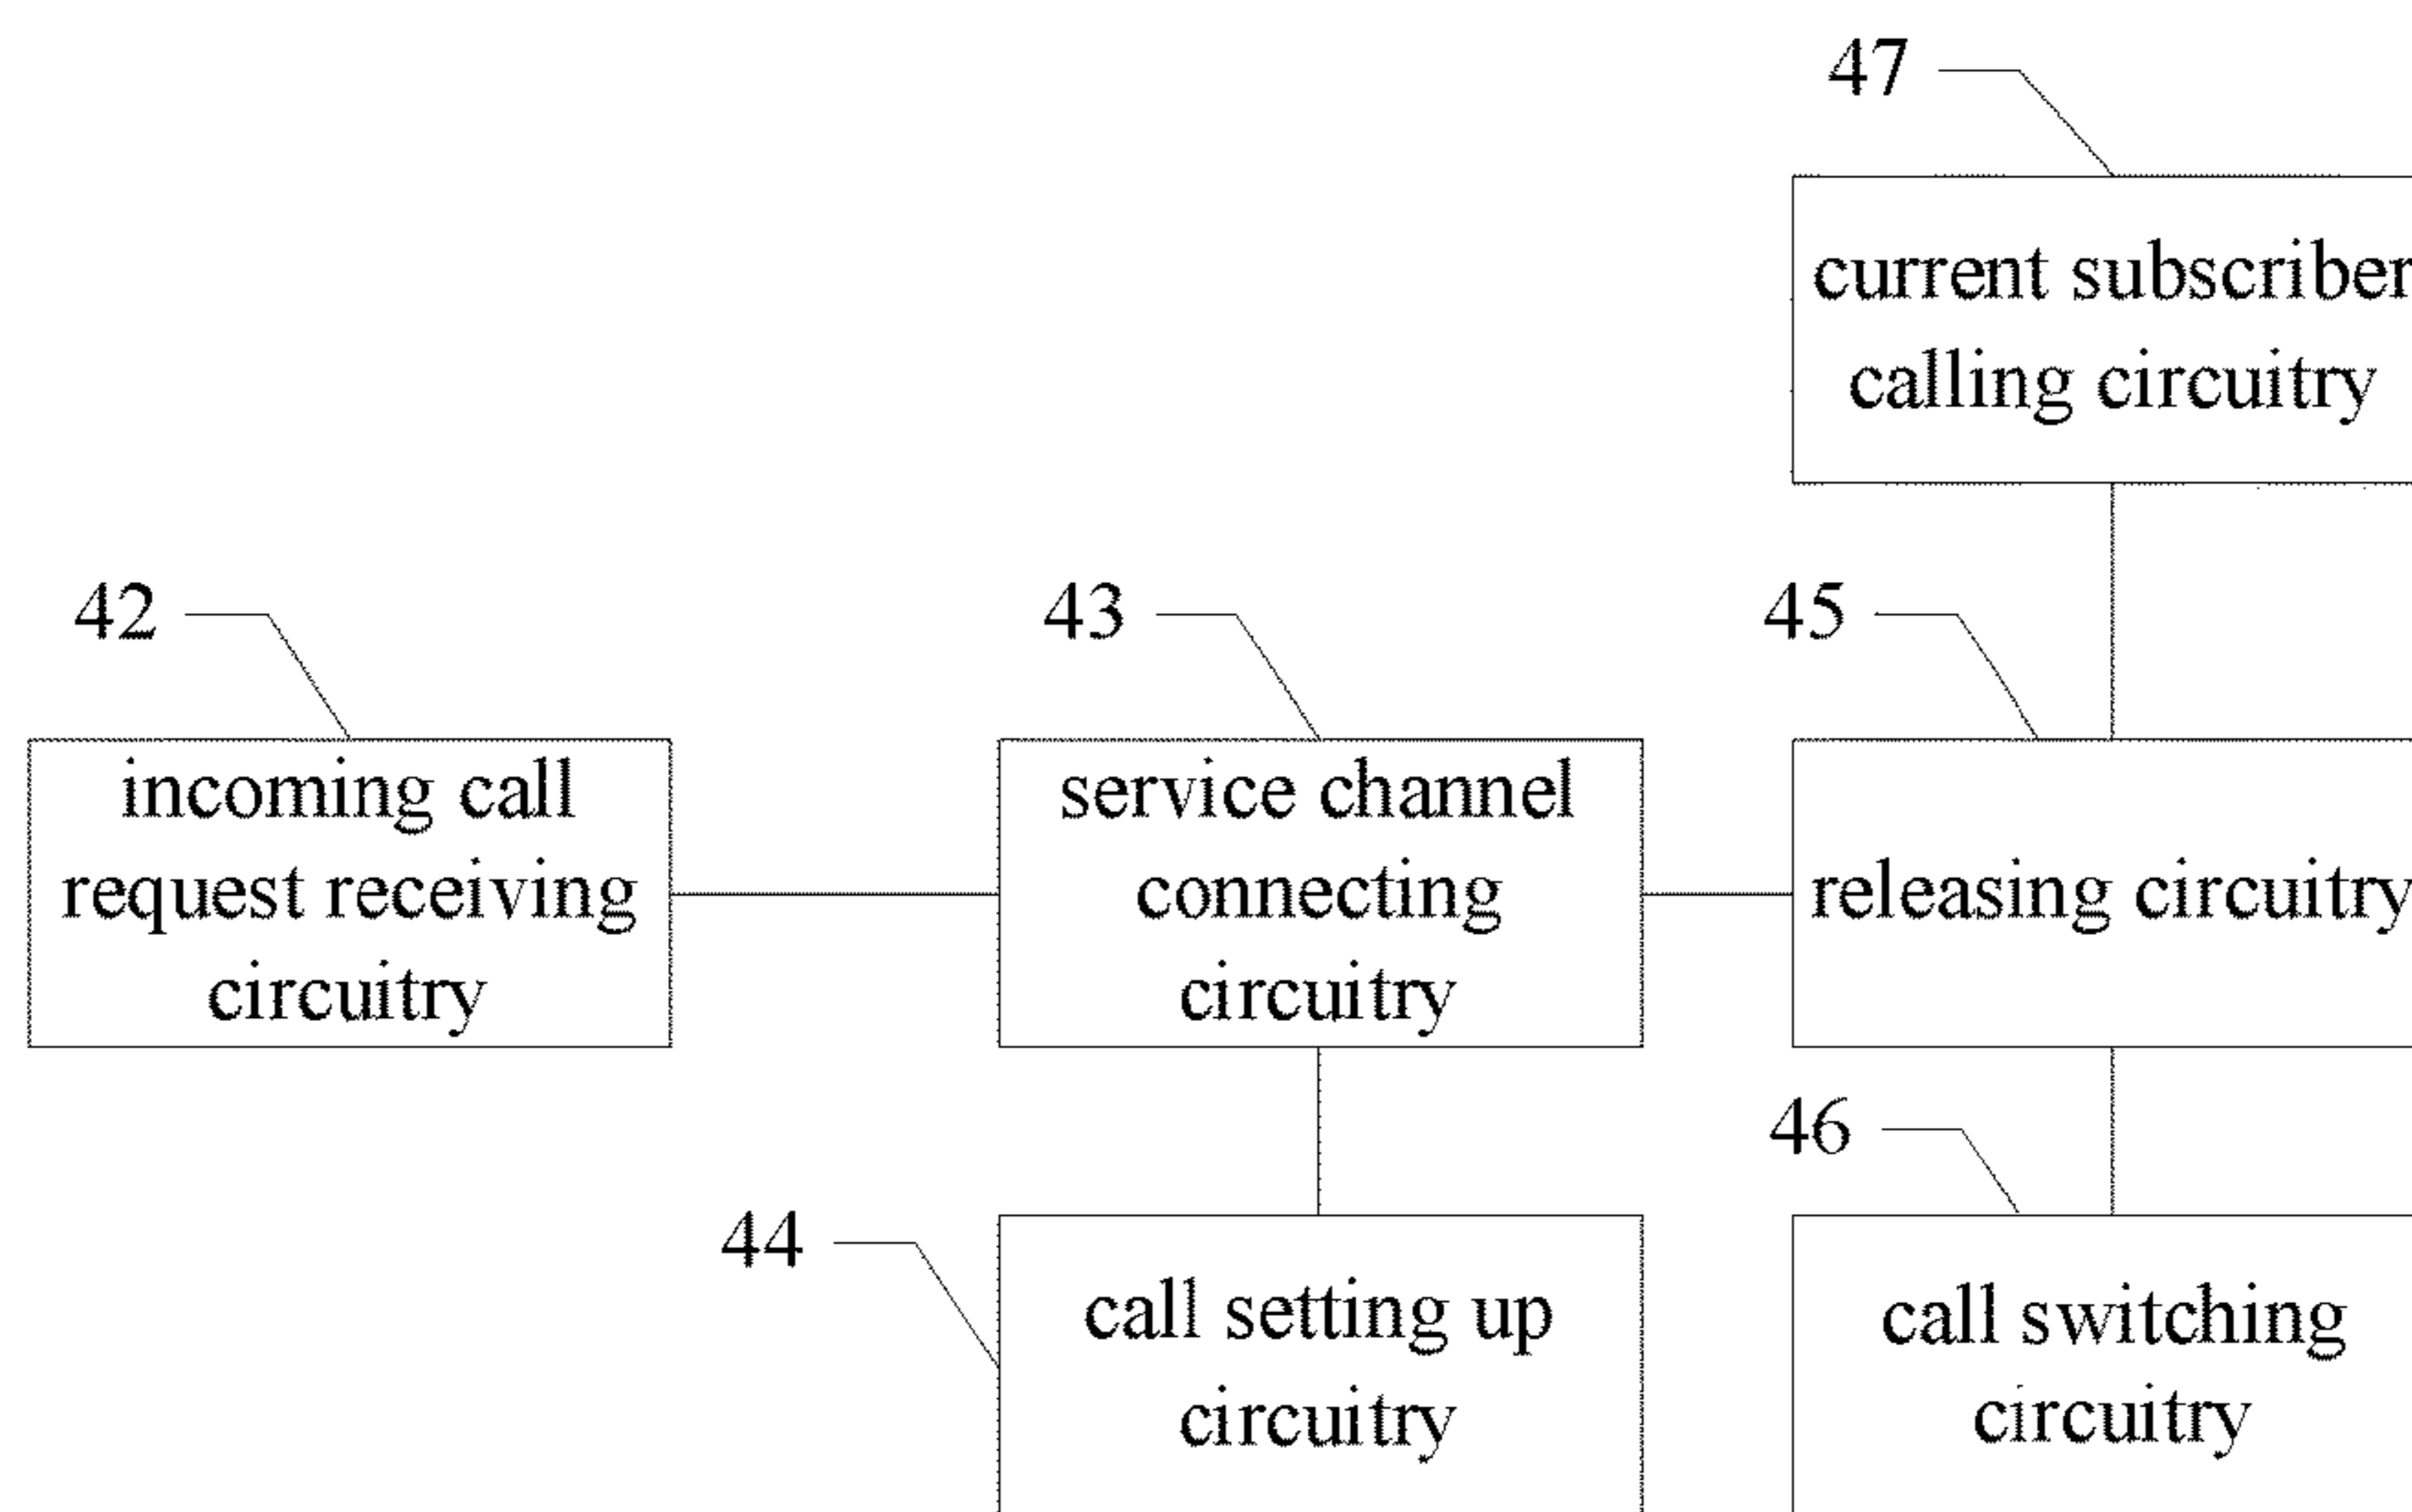 47
current subscriber
calling circuitry
42
43
45
incoming call
request receiving
circuitry
service channel
connecting
circuitry
releasing circuitry
46
44
call setting up
circuitry
call switching
circuitry